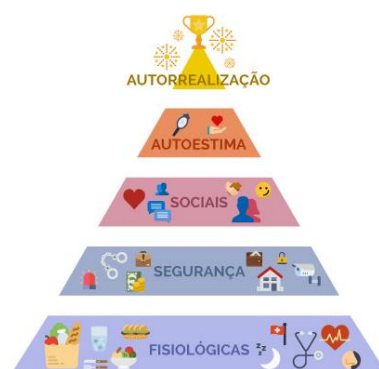 AUTORREALIZAÇÃO
AUTOESTIMA
SOCIAIS
SEGURANÇA
FISIOLÓGICAS